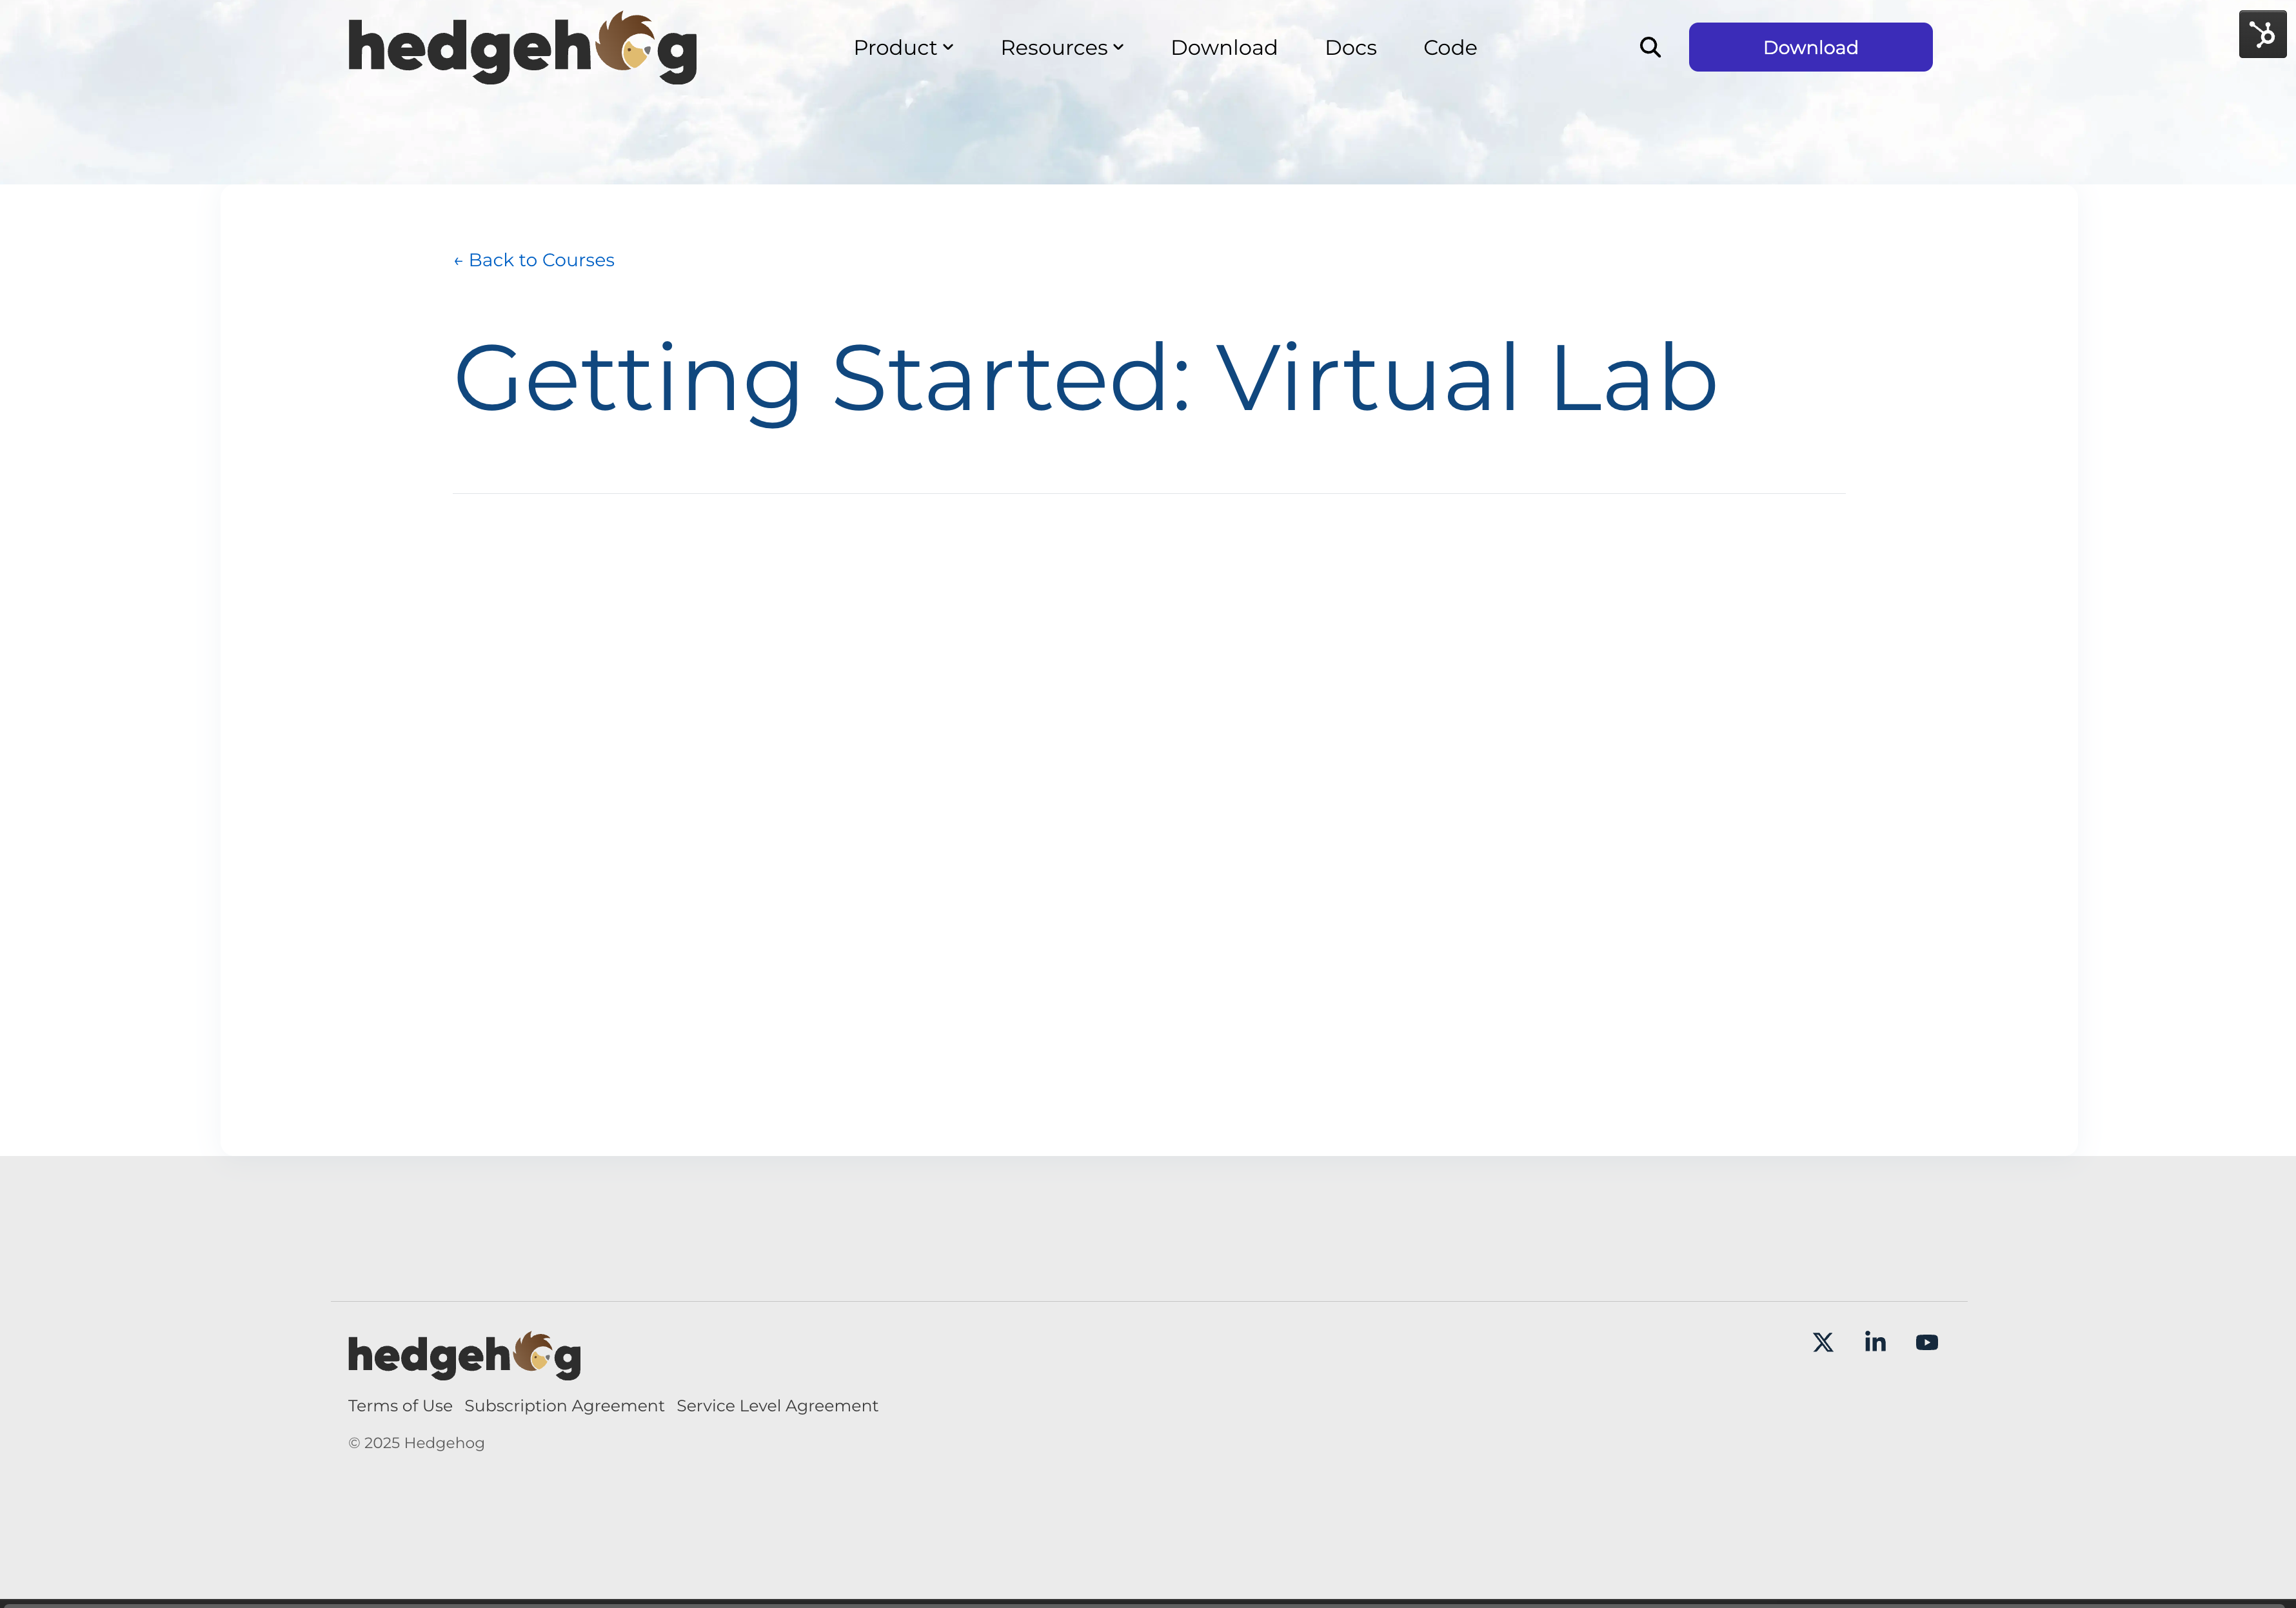 hedgehog
Product Resources Download Docs Code
Download
← Back to Courses
Getting Started: Virtual Lab
hedgehog
Terms of Use Subscription Agreement Service Level Agreement
© 2025 Hedgehog